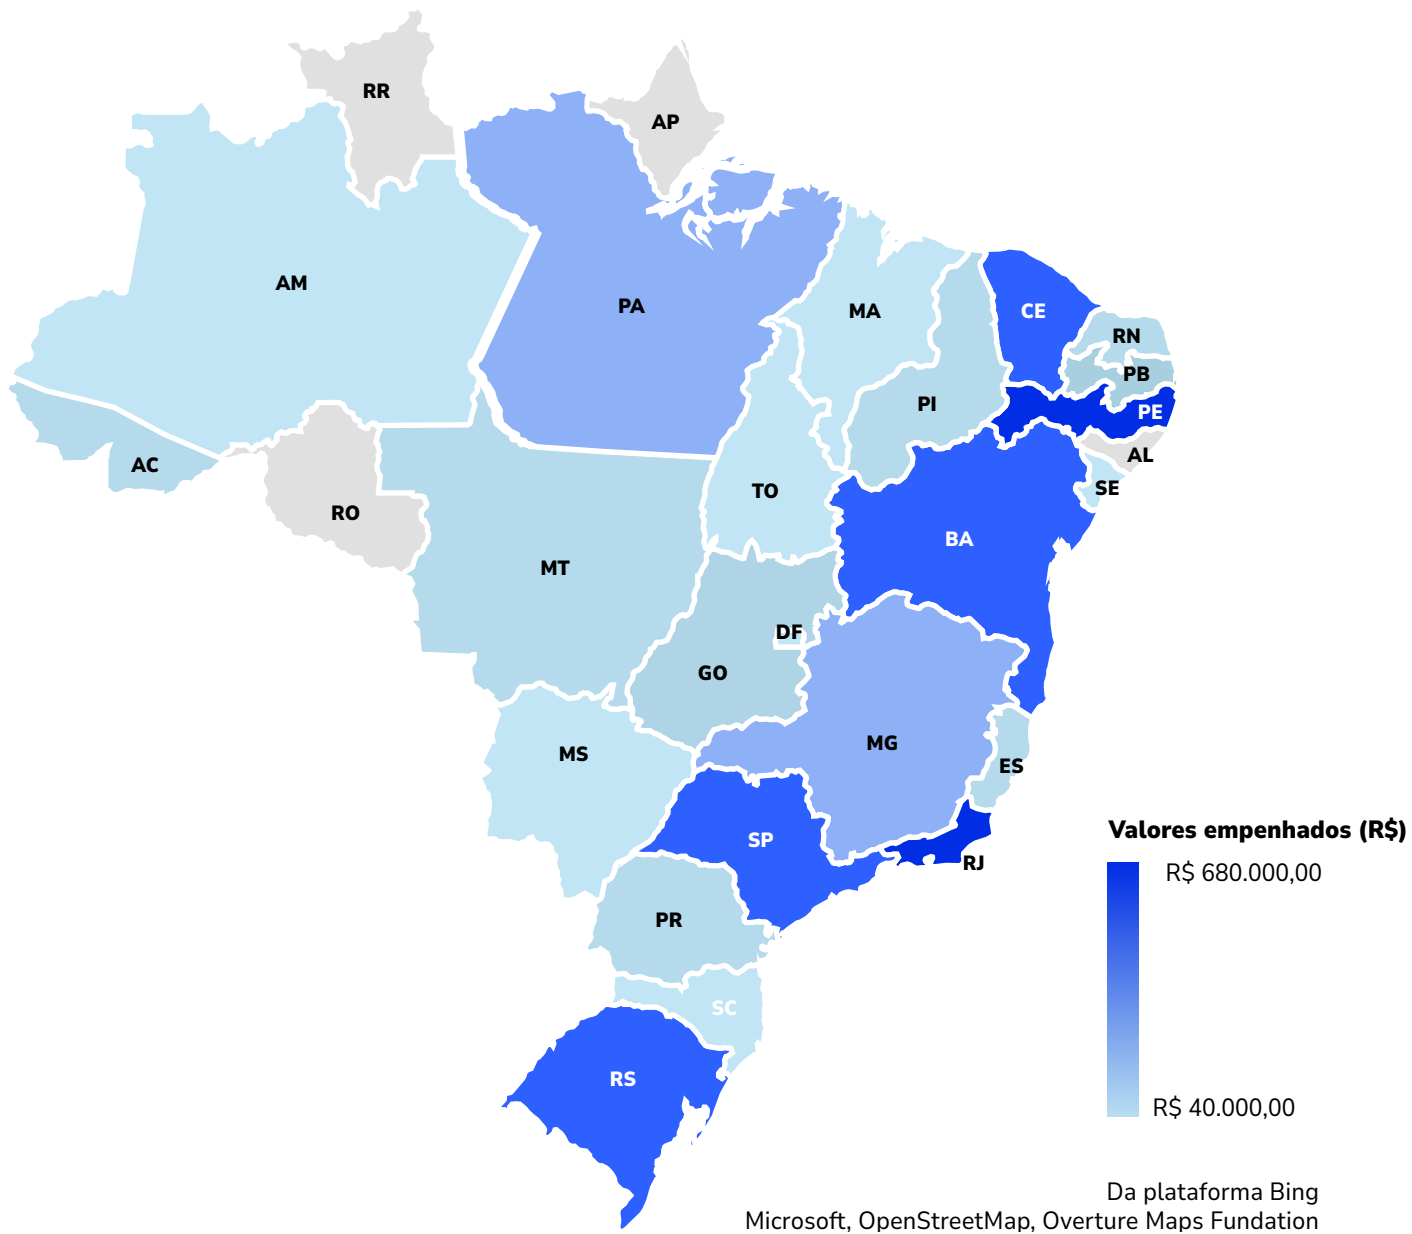 RR
AP
AM
PA
MA
CE
RN
PB
PI
PE
AL
AC
TO
SE
RO
BA
MT
DF
GO
MG
MS
ES
SP
RJ
PR
SC
RS
Valores empenhados (R$)
R$ 680.000,00
R$ 40.000,00
Da plataforma Bing
Microsoft, OpenStreetMap, Overture Maps Fundation